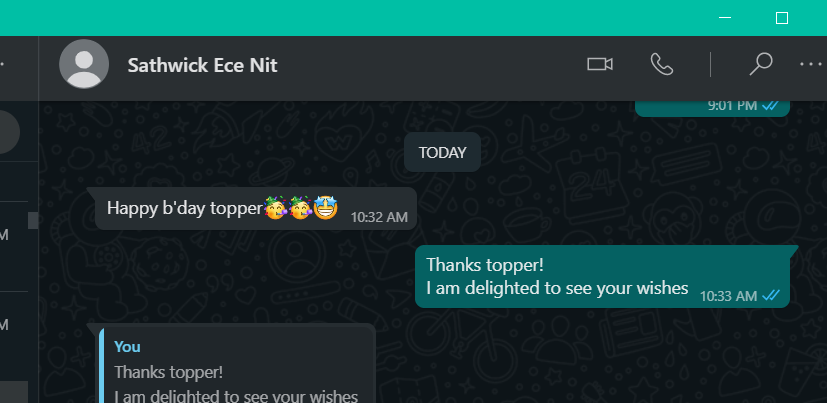 Sathwick Ece Nit
9:01 PM
TODAY
Happy b'day topper🥳🥳🤩
10:32 AM
Thanks topper!
I am delighted to see your wishes
10:33 AM
M
M
You
Thanks topper!
I am delighted to see your wishes